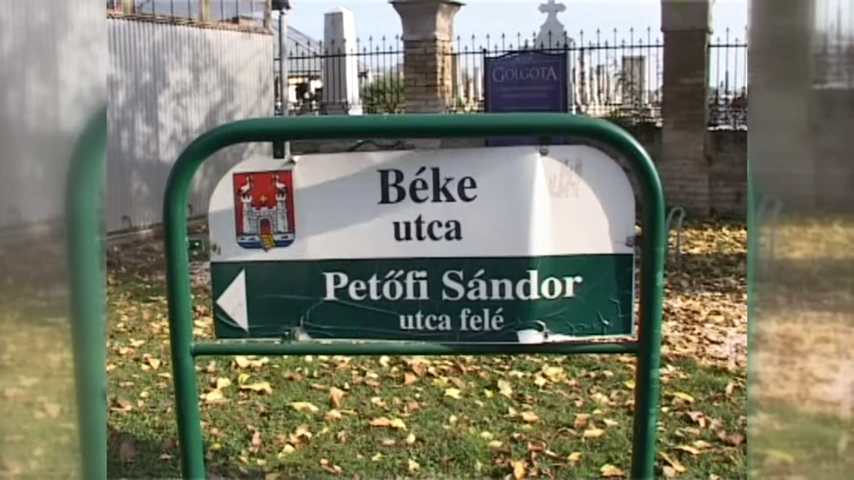 GOLGOTA
Béke
utca
Petőfi Sándor
utca felé